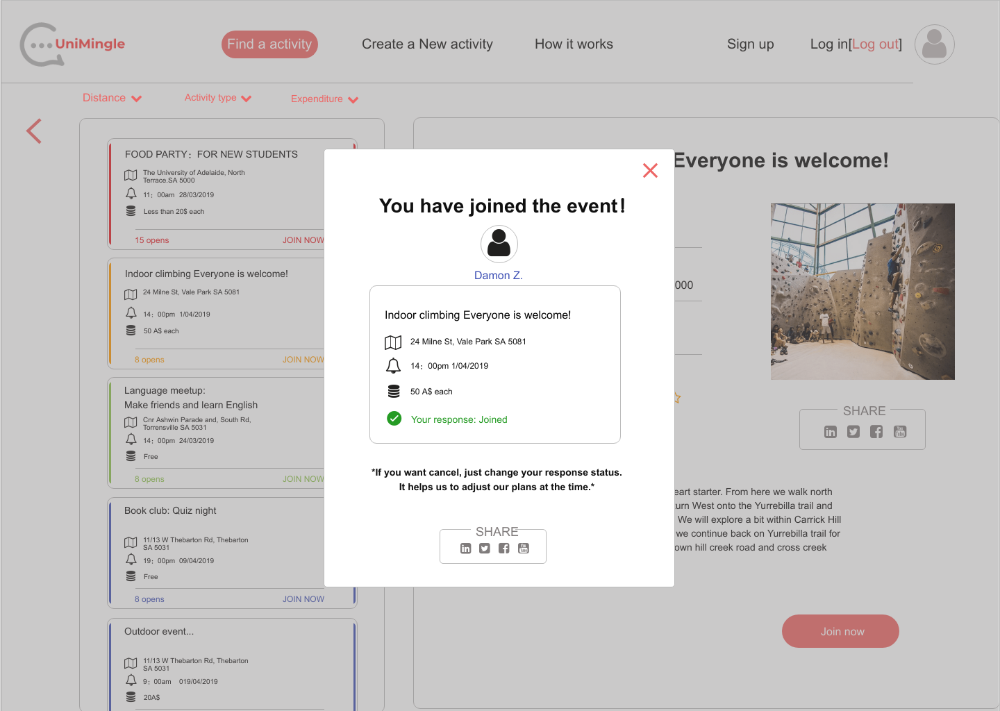 UniMingle
Find a activity
Create a New activity
How it works
Sign up
Log in[Log out]
Distance
Activity type
Expenditure
FOOD PARTY：FOR NEW STUDENTS
The University of Adelaide, North
Terrace.SA 5000
11：00am 28/03/2019
Less than 20$ each
15 opens
JOIN NOW
Indoor climbing Everyone is welcome!
24 Milne St, Vale Park SA 5081
14：00pm 1/04/2019
50 A$ each
8 opens
JOIN NOW
Language meetup:
Make friends and learn English
Cnr Ashwin Parade and, South Rd,
Torrensville SA 5031
14：00pm 24/03/2019
Free
8 opens
JOIN NOW
Book club: Quiz night
11/13 W Thebarton Rd, Thebarton
SA 5031
19：00pm 09/04/2019
Free
8 opens
JOIN NOW
Outdoor event...
11/13 W Thebarton Rd, Thebarton
SA 5031
9：00am 019/04/2019
20A$
You have joined the event!
Damon Z.
Indoor climbing Everyone is welcome!
24 Milne St, Vale Park SA 5081
14：00pm 1/04/2019
50 A$ each
Your response: Joined
*If you want cancel, just change your response status.
It helps us to adjust our plans at the time.*
SHARE
in
You Tube
Everyone is welcome!
000
SHARE
in
You Tube
eart starter. From here we walk north
urn West onto the Yurrebilla trail and
We will explore a bit within Carrick Hill
we continue back on Yurrebilla trail for
own hill creek road and cross creek
Join now